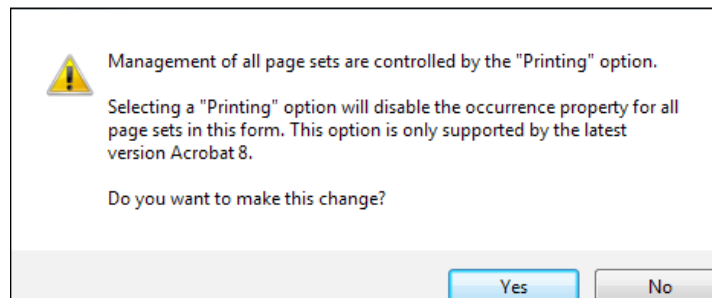 Management of all page sets are controlled by the "Printing" option.
Selecting a "Printing" option will disable the occurrence property for all
page sets in this form. This option is only supported by the latest
version Acrobat 8.
Do you want to make this change?
Yes
No